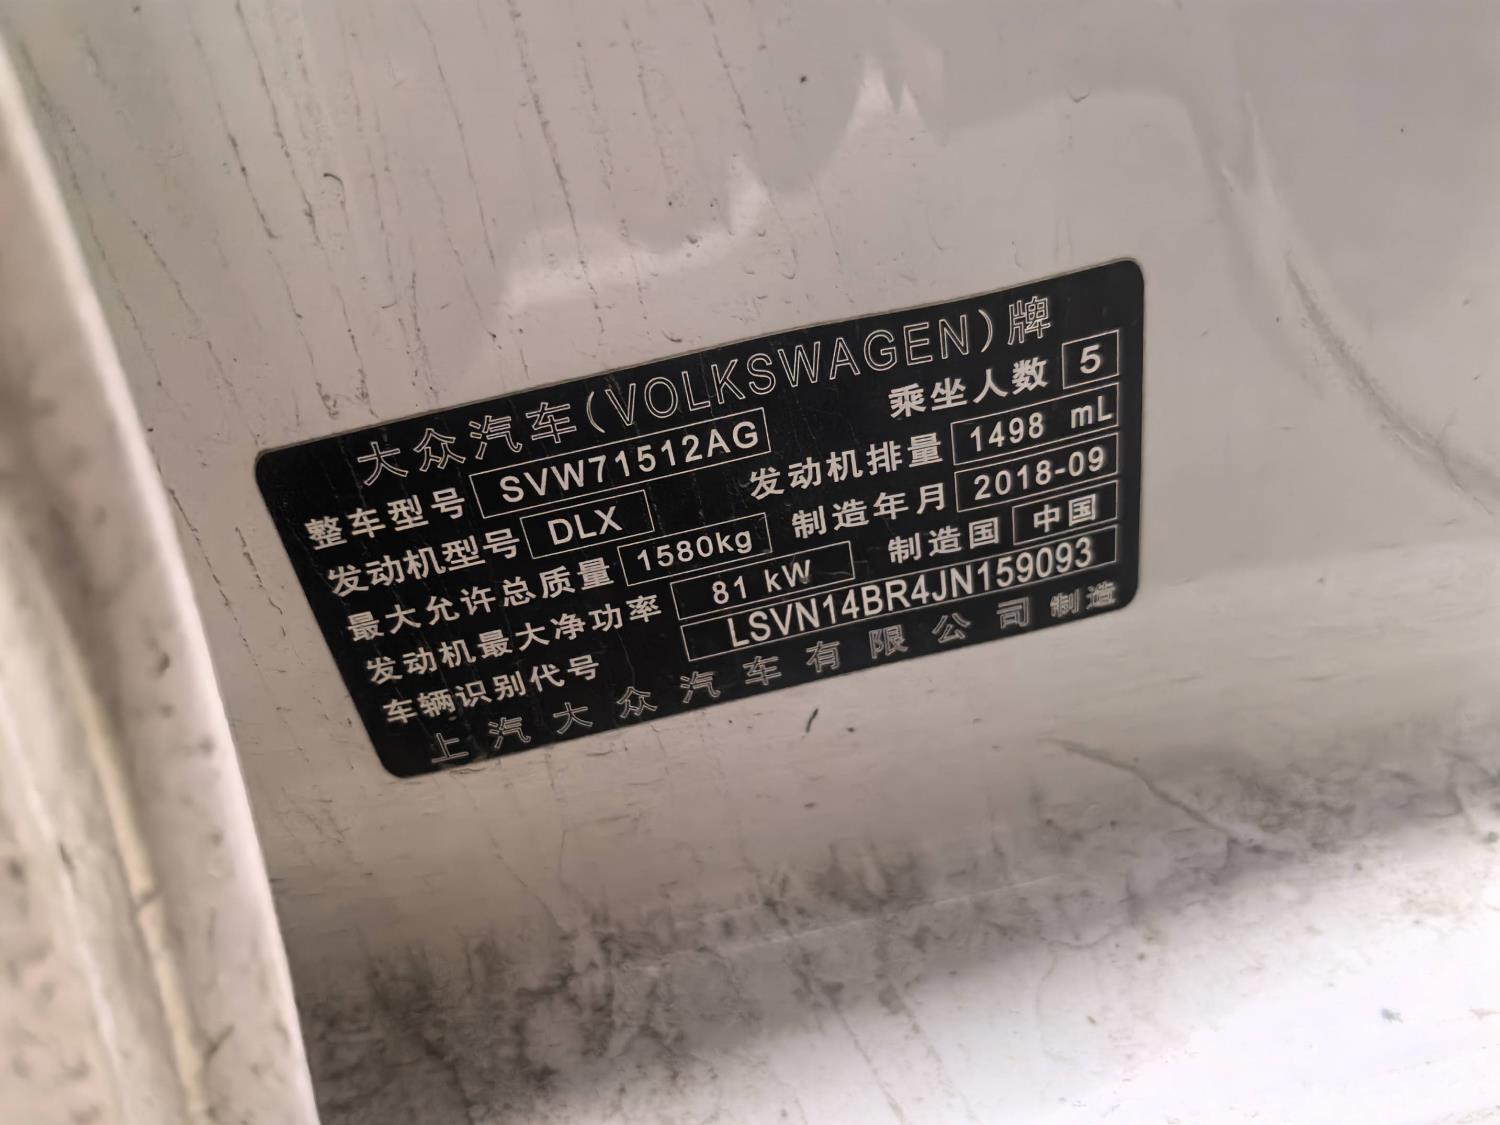 大众汽车(VOLKSWAGEN)牌
整车型号 SVW71512AG 乘坐人数 5
发动机型号 DLX 发动机排量 1498 mL
最大允许总质量 1580kg 制造年月 2018-09
发动机最大净功率 81 kW 制造国 中国
车辆识别代号 LSVN14BR4JN159093
上汽大众汽车有限公司制造